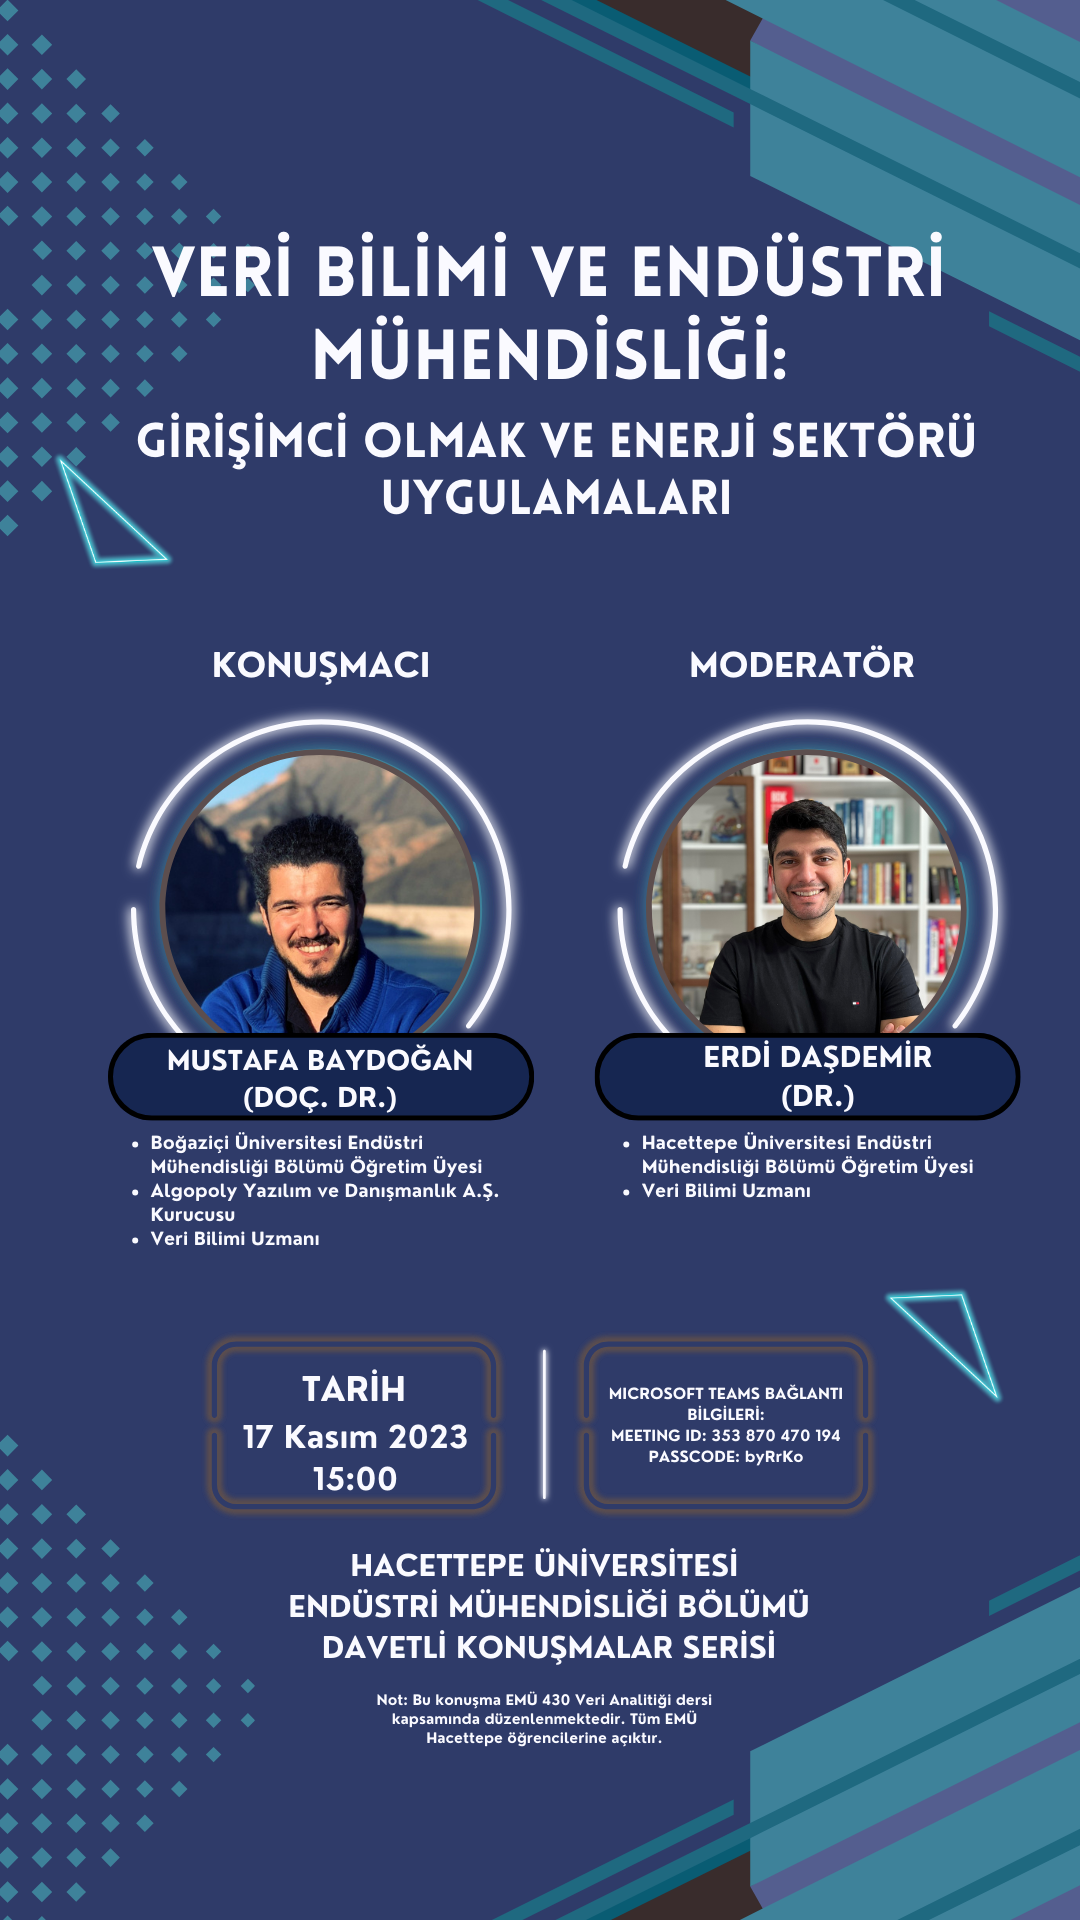 VERİ BİLİMİ VE ENDÜSTRİ
MÜHENDİSLİĞİ:
GİRİŞİMCİ OLMAK VE ENERJİ SEKTÖRÜ
UYGULAMALARI
KONUŞMACI
MUSTAFA BAYDOĞAN
(DOÇ. DR.)
• Boğaziçi Üniversitesi Endüstri
Mühendisliği Bölümü Öğretim Üyesi
• Algopoly Yazılım ve Danışmanlık A.Ş.
Kurucusu
• Veri Bilimi Uzmanı
MODERATÖR
ERDİ DAŞDEMİR
(DR.)
• Hacettepe Üniversitesi Endüstri
Mühendisliği Bölümü Öğretim Üyesi
• Veri Bilimi Uzmanı
TARİH
17 Kasım 2023
15:00
MICROSOFT TEAMS BAĞLANTI
BİLGİLERİ:
MEETING ID: 353 870 470 194
PASSCODE: byRrKo
HACETTEPE ÜNİVERSİTESİ
ENDÜSTRİ MÜHENDİSLİĞİ BÖLÜMÜ
DAVETLİ KONUŞMALAR SERİSİ
Not: Bu konuşma EMÜ 430 Veri Analitiği dersi
kapsamında düzenlenmektedir. Tüm EMÜ
Hacettepe öğrencilerine açıktır.